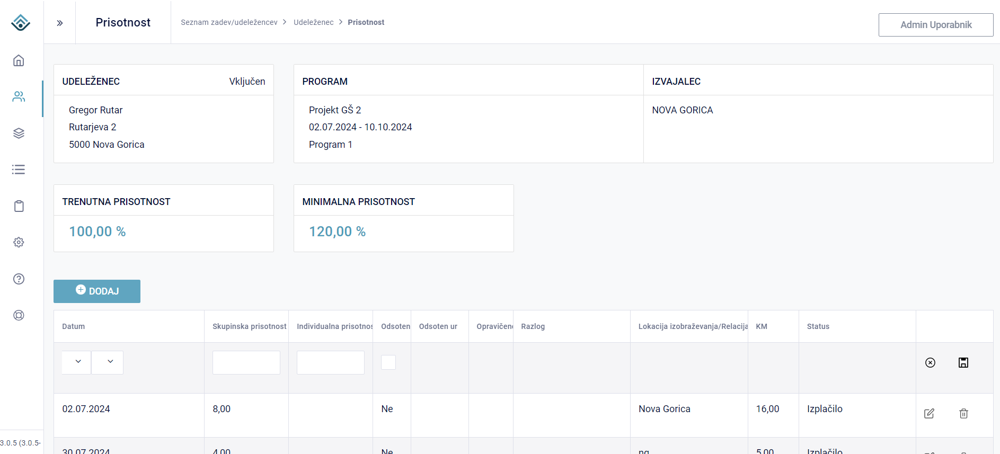 Prisotnost
Seznam zadev/udeležencev > Udeleženec > Prisotnost
Admin Uporabnik
UDELEŽENEC Vključen
Gregor Rutar
Rutarjeva 2
5000 Nova Gorica
PROGRAM
Projekt GŠ 2
02.07.2024 - 10.10.2024
Program 1
IZVAJALEC
NOVA GORICA
TRENUTNA PRISOTNOST
100,00 %
MINIMALNA PRISOTNOST
120,00 %
DODAJ
Datum Skupinska prisotnost Individualna prisotnos Odsoten Odsoten ur Opravičeno Razlog Lokacija izobraževanja/Relacija KM Status
02.07.2024 8,00 Ne Nova Gorica 16,00 Izplačilo
30.07.2024 4,00 Ne ng 5,00 Izplačilo
3.0.5 (3.0.5-